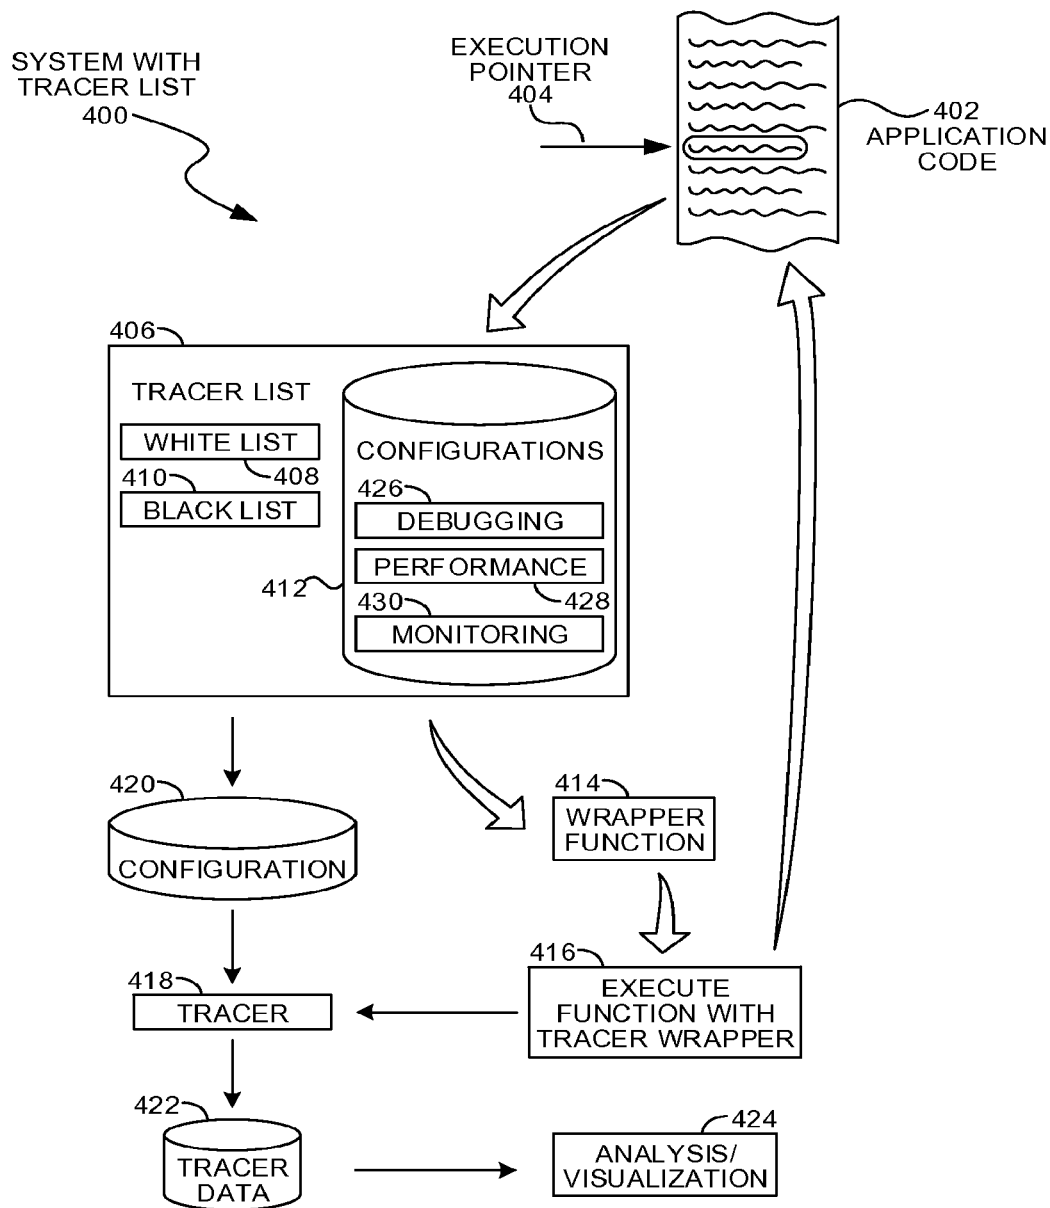 SYSTEM WITH
TRACER LIST
400
EXECUTION
POINTER
404
402
APPLICATION
CODE
406
TRACER LIST
WHITE LIST
408
410
BLACK LIST
CONFIGURATIONS
426
DEBUGGING
PERFORMANCE
412
428
430
MONITORING
420
CONFIGURATION
414
WRAPPER
FUNCTION
416
EXECUTE
FUNCTION WITH
TRACER WRAPPER
418
TRACER
422
TRACER
DATA
424
ANALYSIS/
VISUALIZATION